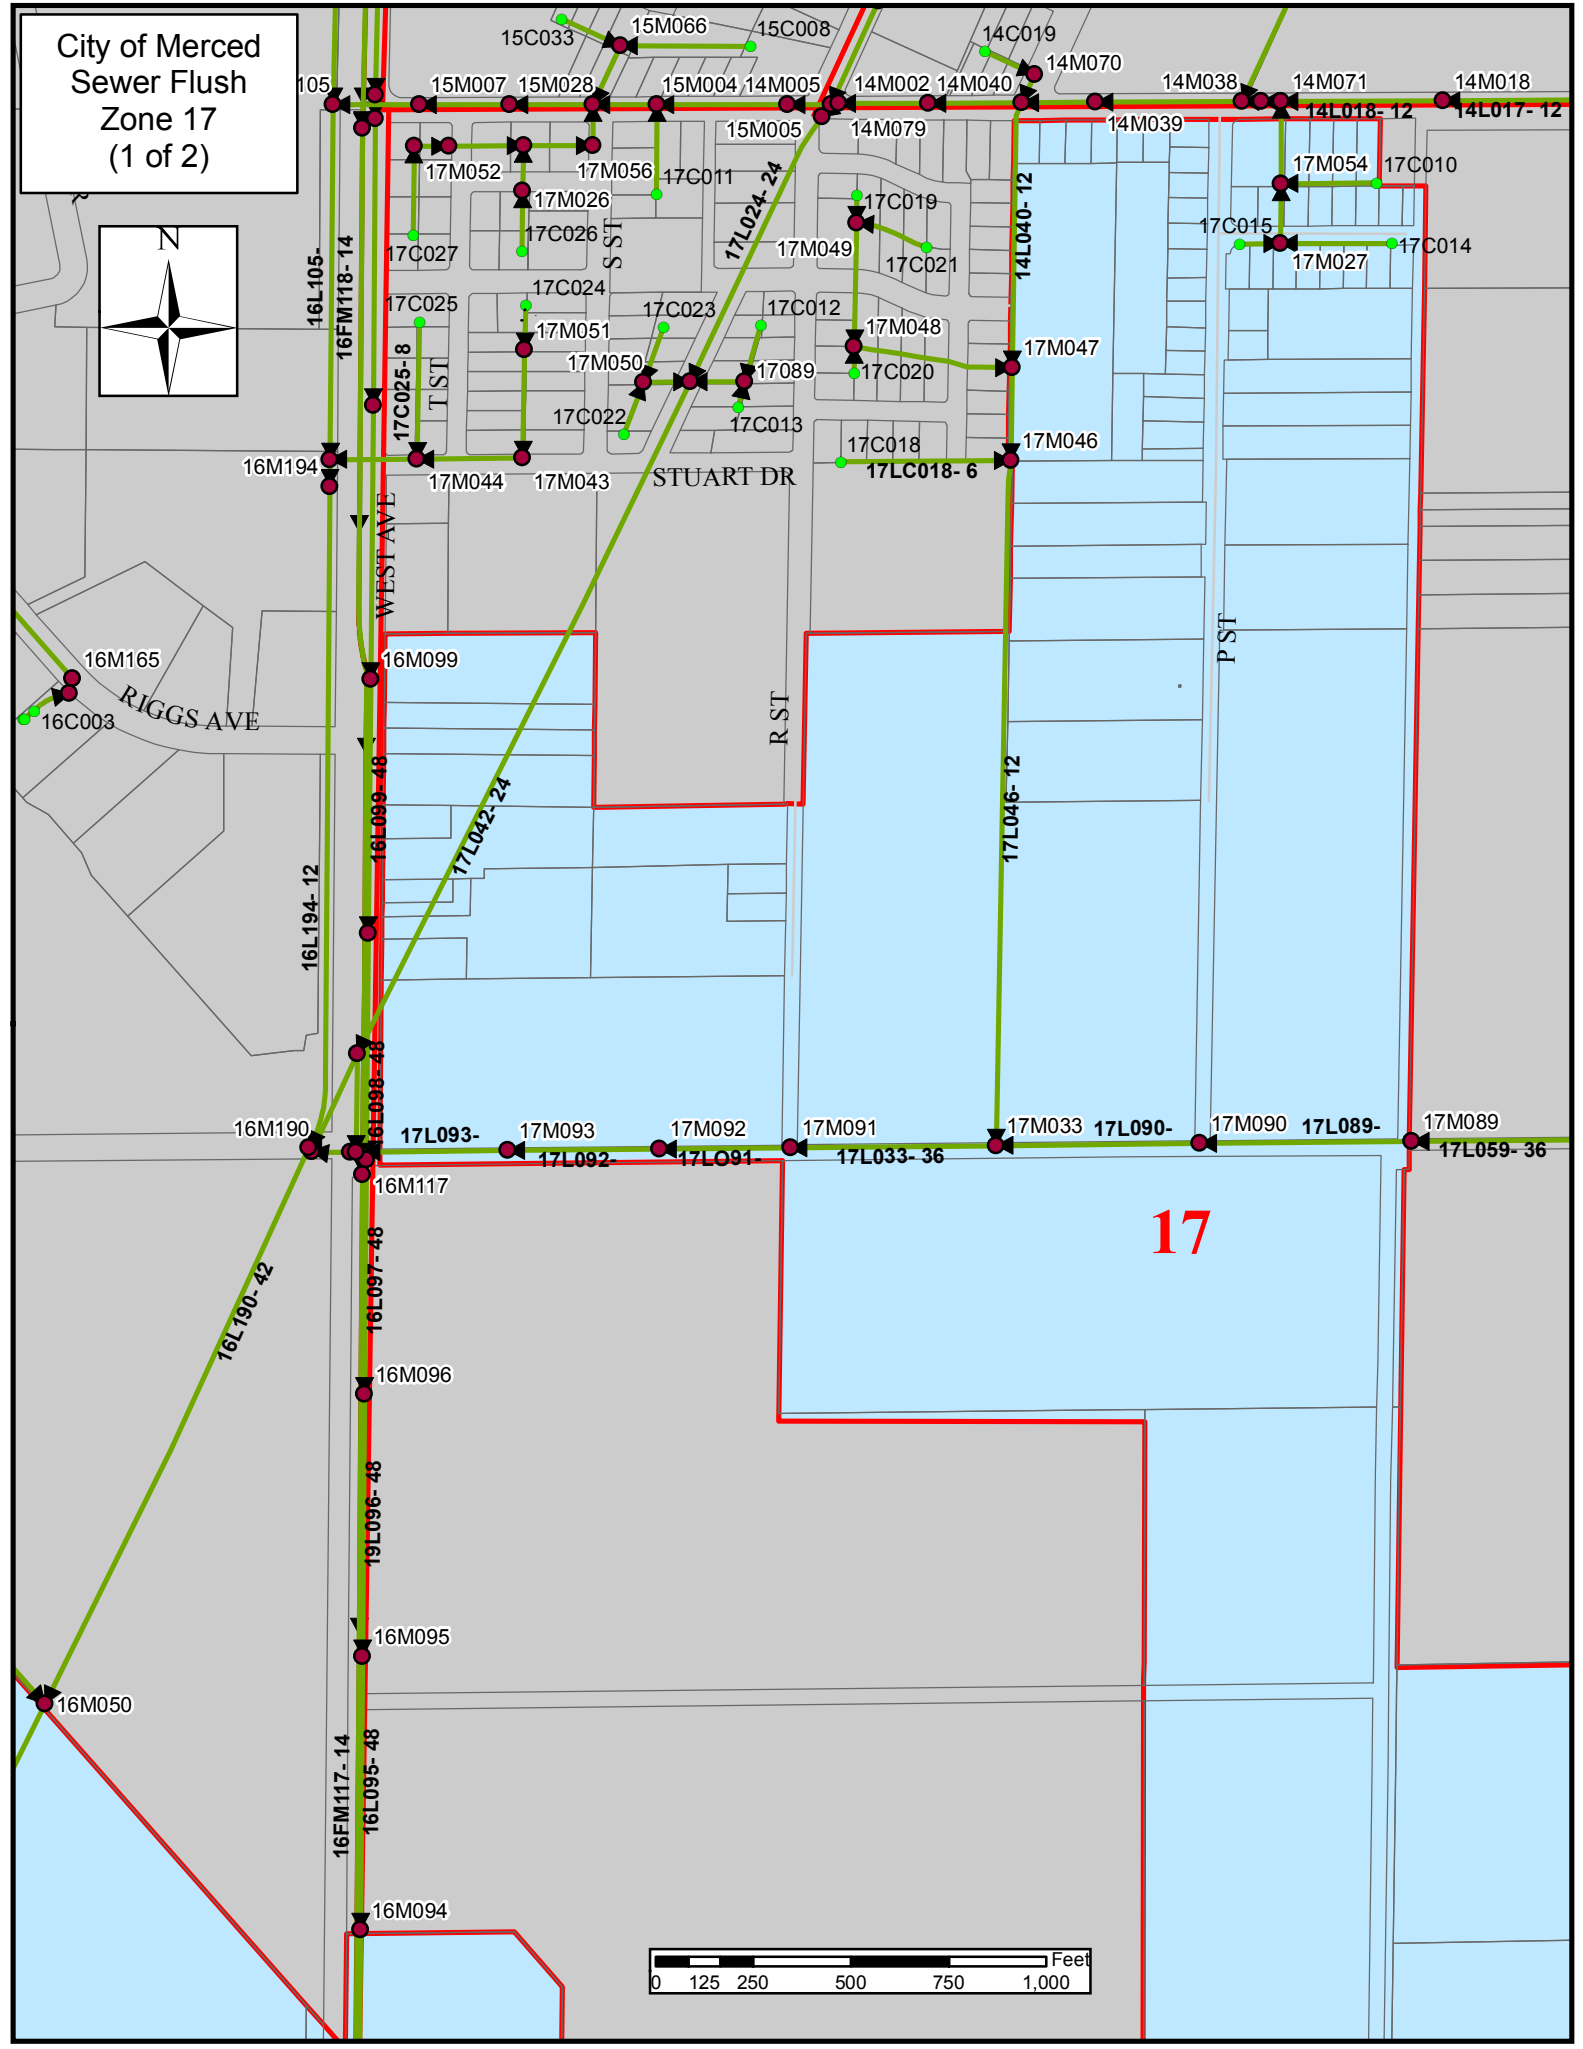 City of Merced
Sewer Flush
Zone 17
(1 of 2)
N
15C033
15M066
15C008
14C019
14M070
105
15M007
15M028
15M004
14M005
14M002
14M040
14M038
14M071
14M018
14L018- 12
14L017- 12
15M005
14M079
14M039
17M052
17M056
17C011
17M054
17C010
17M026
17C019
17C027
17C026
S ST
17L024- 24
17M049
17C021
14L040- 12
17C015
17M027
17C014
16L105-
16FM118- 14
17C025
17C024
17C023
17C012
17M051
17M048
17M047
17M050
17089
17C020
17C025- 8
T ST
17C022
17C013
17C018
17M046
16M194
17M044
17M043
STUART DR
17LC018- 6
WEST AVE
16M165
16M099
16C003
RIGGS AVE
R ST
P ST
16L099- 48
17L042- 24
17L046- 12
16L194- 12
16L098- 48
16M190
17L093-
17M093
17M092
17M091
17M033
17L090-
17M090
17L089-
17M089
17L092-
17LO91-
17L033- 36
17L059- 36
16M117
17
16L097- 48
16L190- 42
16M096
19L096- 48
16M095
16M050
16FM117- 14
16L095- 48
16M094
Feet
0 125 250 500 750 1,000